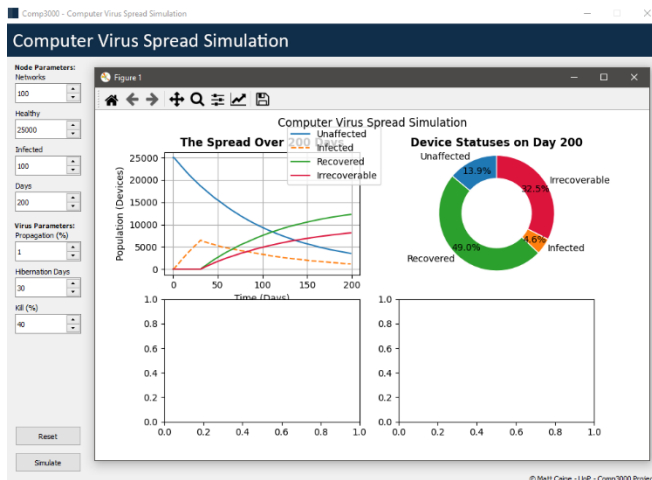 Comp3000 - Computer Virus Spread Simulation
Computer Virus Spread Simulation
Node Parameters:
Networks
100
Healthy
25000
Infected
100
Days
200
Virus Parameters:
Propagation (%)
1
Hibernation Days
30
Kill (%)
40
Reset
Simulate
Figure 1
Computer Virus Spread Simulation
The Spread Over 200 Days
Unaffected
Infected
Recovered
Irrecoverable
Population (Devices)
25000
20000
15000
10000
5000
0
0 50 100 150 200
Time (Days)
Device Statuses on Day 200
Unaffected
13.9%
Irrecoverable
32.5%
4.6%
Infected
49.0%
Recovered
1.0
0.8
0.6
0.4
0.2
0.0
0.0 0.2 0.4 0.6 0.8 1.0
1.0
0.8
0.6
0.4
0.2
0.0
0.0 0.2 0.4 0.6 0.8 1.0
© Matt Caine - UoP - Comp3000 Project